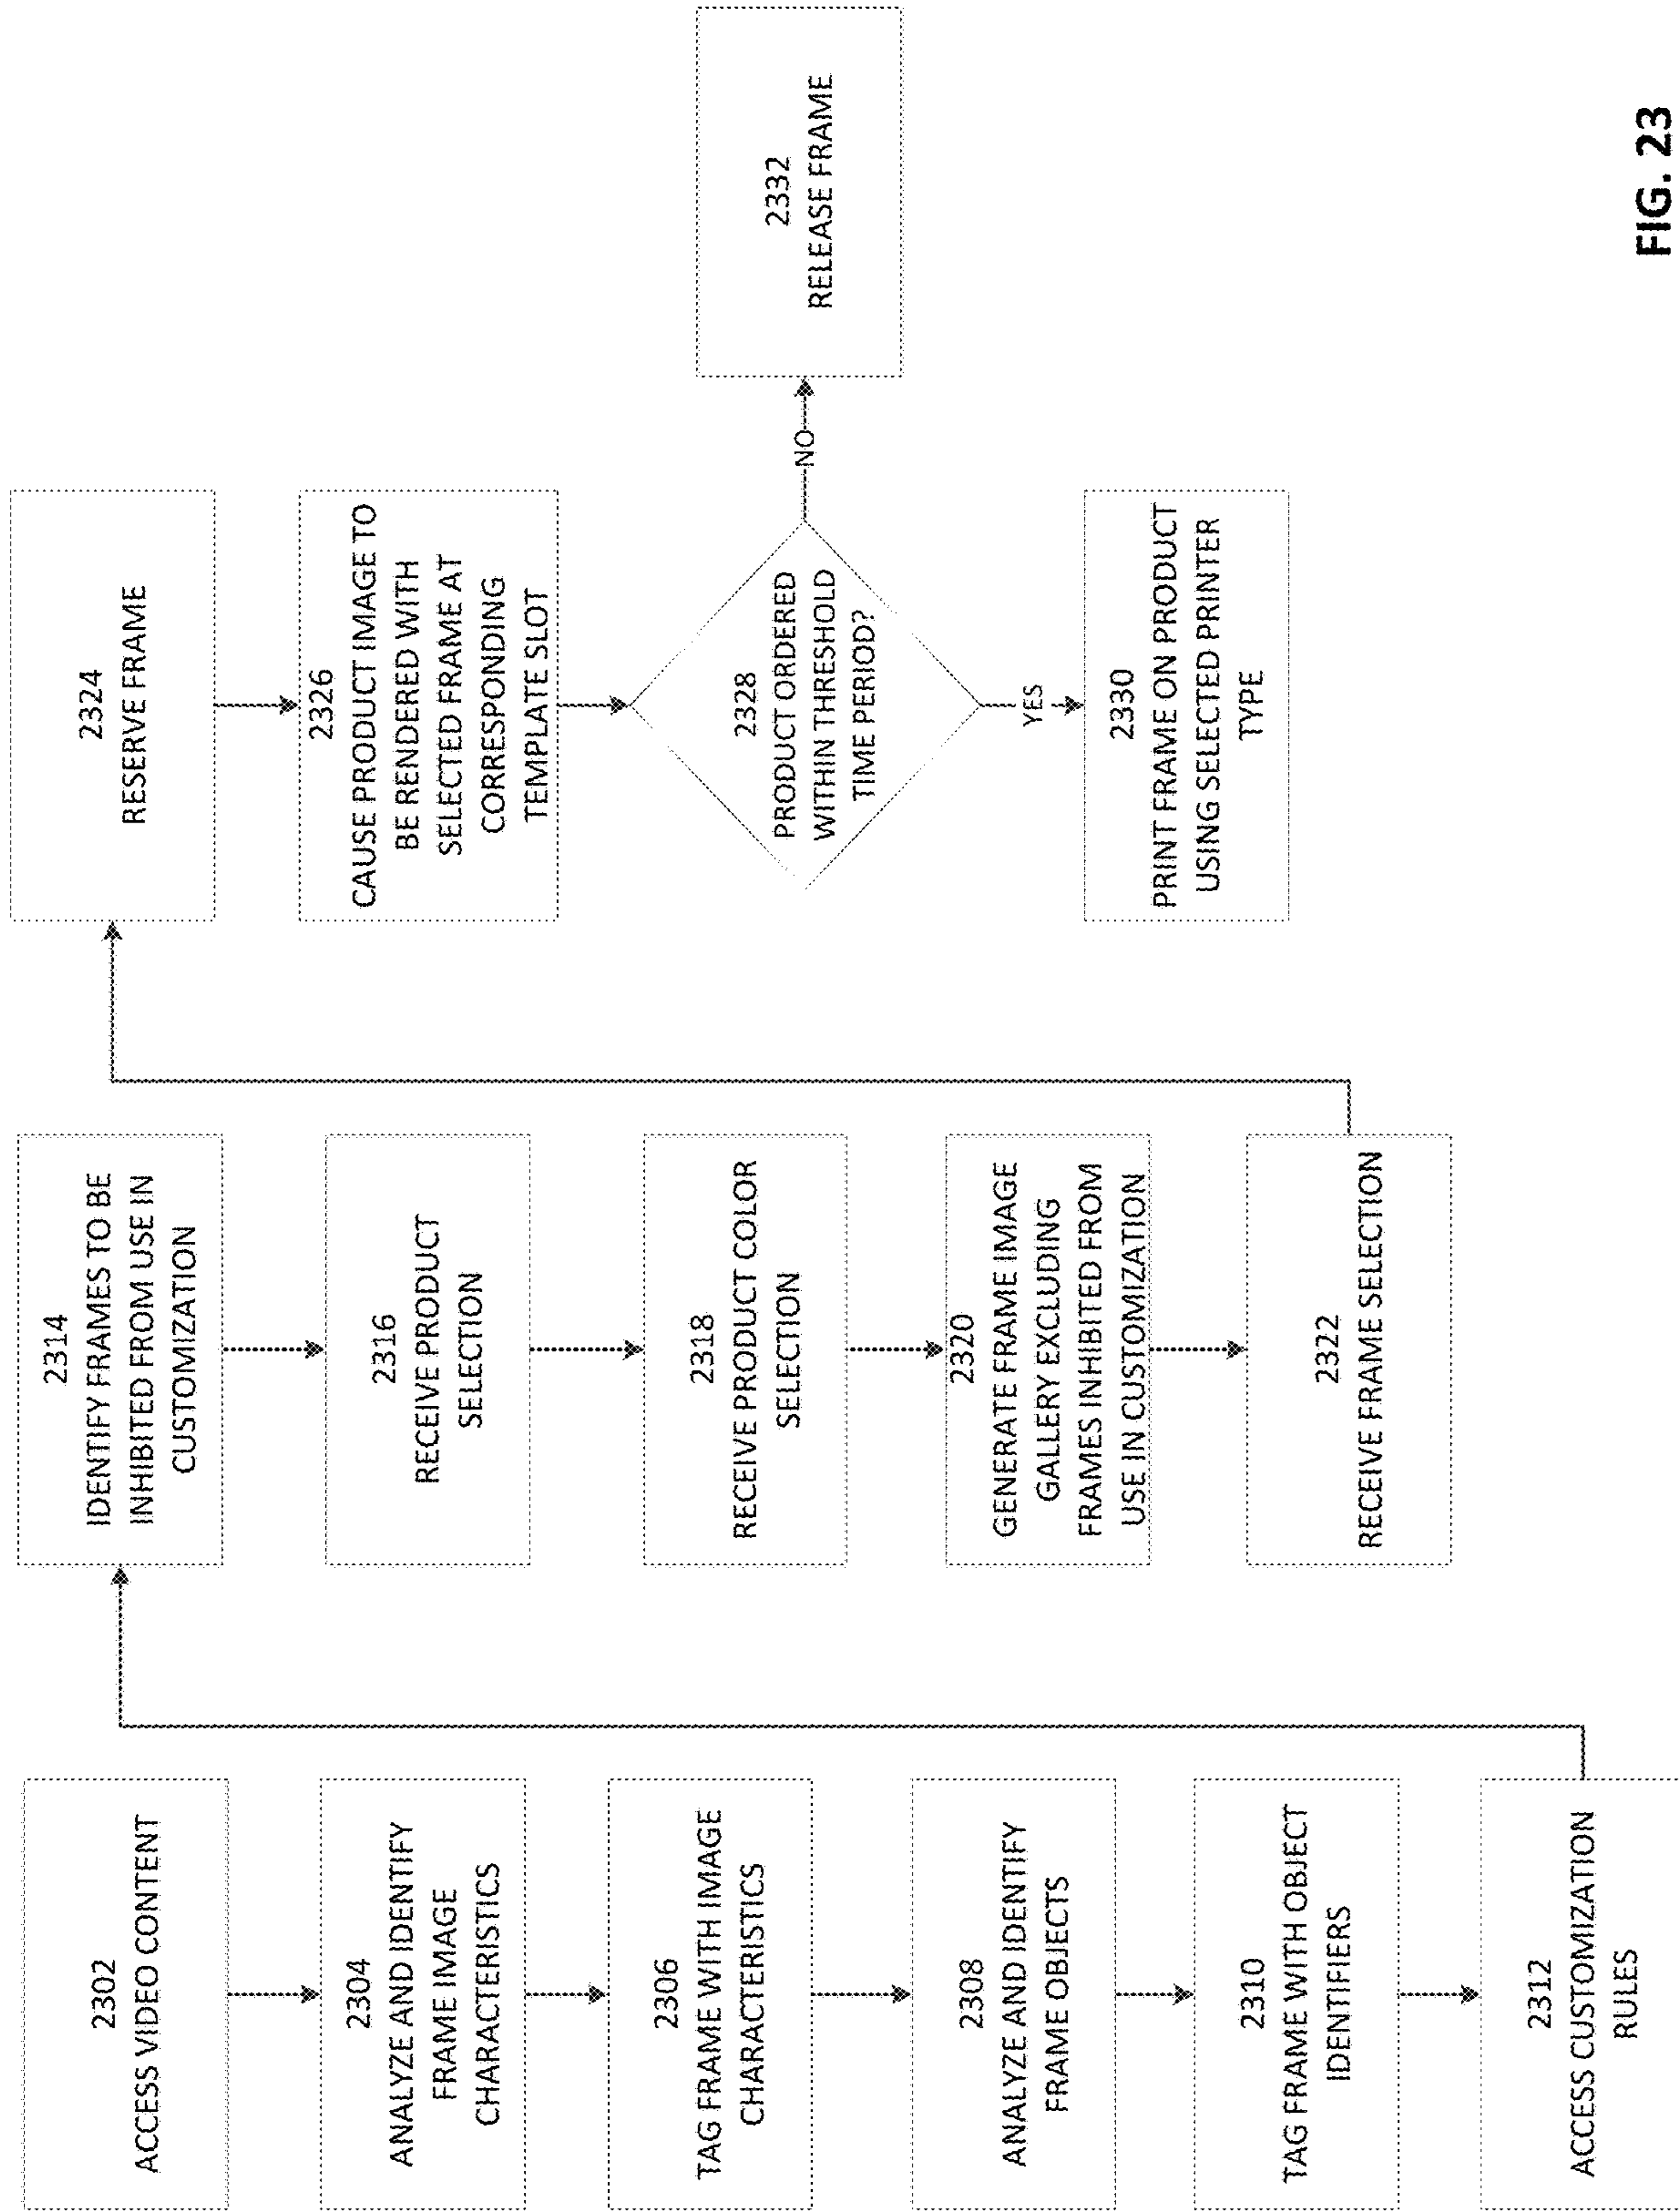 2302
ACCESS VIDEO CONTENT
2304
ANALYZE AND IDENTIFY
FRAME IMAGE
CHARACTERISTICS
2306
TAG FRAME WITH IMAGE
CHARACTERISTICS
2308
ANALYZE AND IDENTIFY
FRAME OBJECTS
2310
TAG FRAME WITH OBJECT
IDENTIFIERS
2312
ACCESS CUSTOMIZATION
RULES
2314
IDENTIFY FRAMES TO BE
INHIBITED FROM USE IN
CUSTOMIZATION
2316
RECEIVE PRODUCT
SELECTION
2318
RECEIVE PRODUCT COLOR
SELECTION
2320
GENERATE FRAME IMAGE
GALLERY EXCLUDING
FRAMES INHIBITED FROM
USE IN CUSTOMIZATION
2322
RECEIVE FRAME SELECTION
2324
RESERVE FRAME
2326
CAUSE PRODUCT IMAGE TO
BE RENDERED WITH
SELECTED FRAME AT
CORRESPONDING
TEMPLATE SLOT
2328
PRODUCT ORDERED
WITHIN THRESHOLD
TIME PERIOD?
NO
YES
2330
PRINT FRAME ON PRODUCT
USING SELECTED PRINTER
TYPE
2332
RELEASE FRAME
FIG. 23